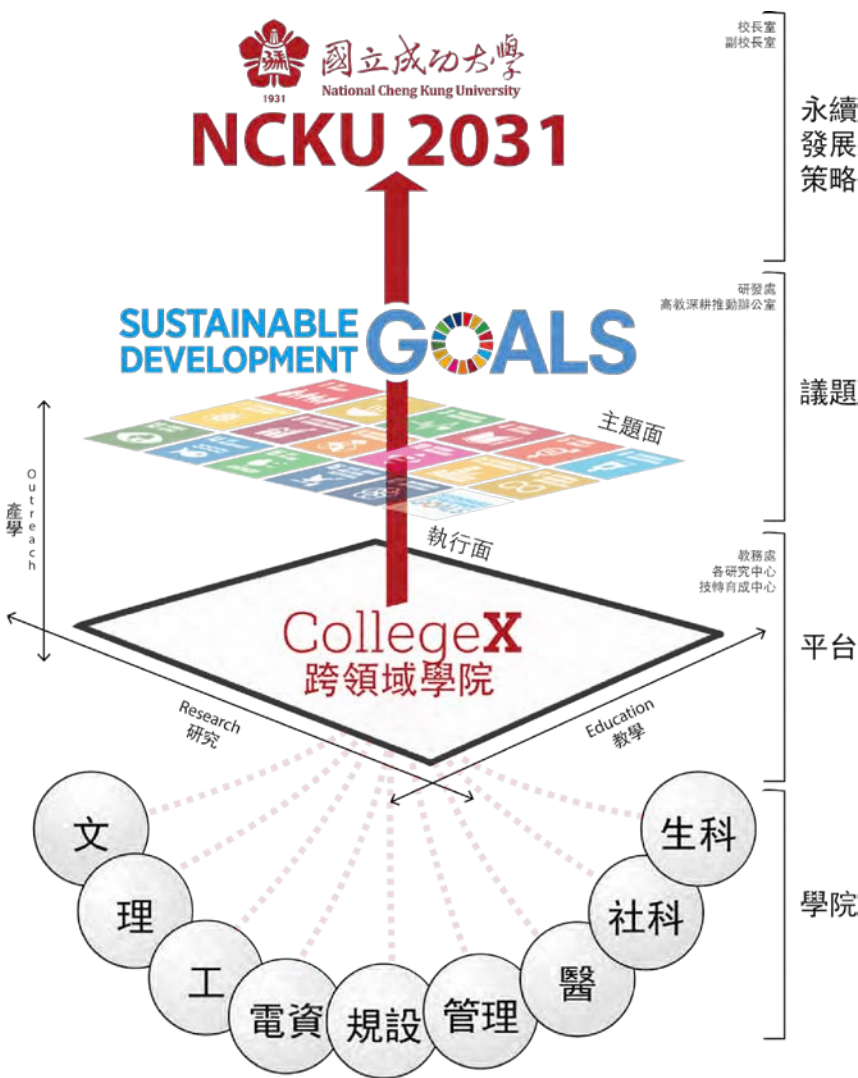 校長室
副校長室
國立成功大學
National Cheng Kung University
1931
NCKU 2031
永續
發展
策略
研發處
高教深耕推動辦公室
SUSTAINABLE
DEVELOPMENT
GOALS
議題
主題面
Outreach
產學
執行面
教務處
各研究中心
技轉育成中心
CollegeX
跨領域學院
平台
Research
研究
Education
教學
文
理
工
電資
規設
管理
醫
社科
生科
學院